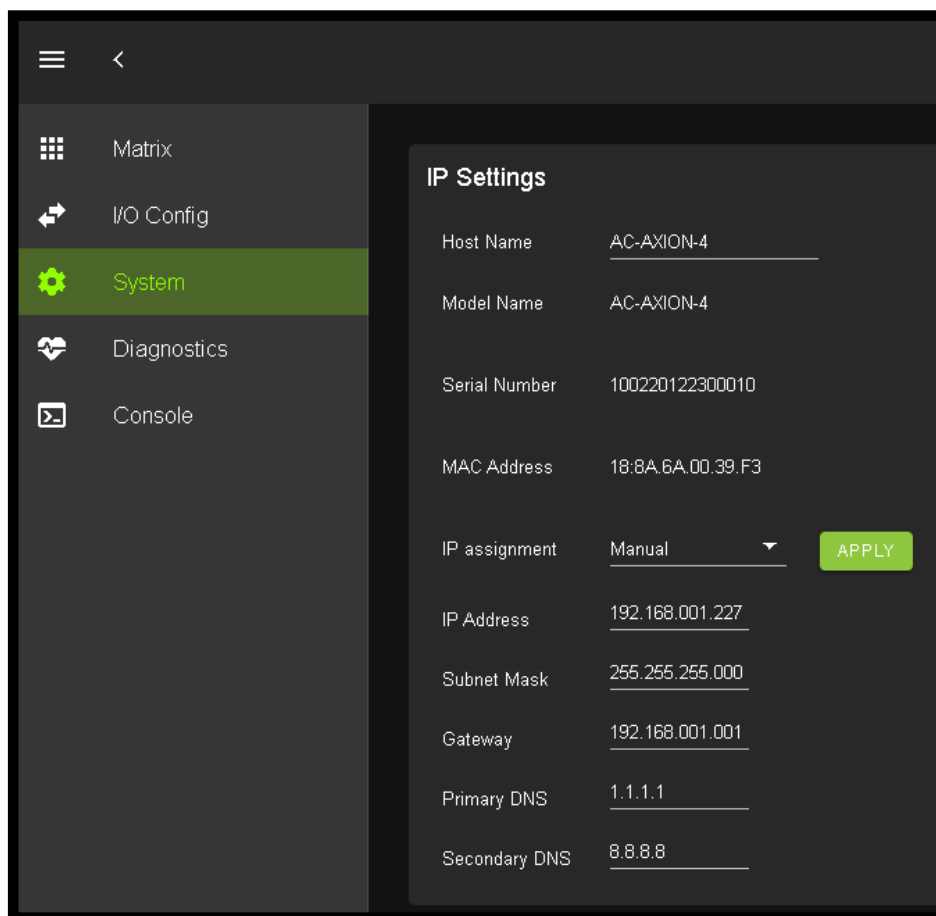 Matrix
I/O Config
System
Diagnostics
Console
IP Settings
Host Name AC-AXION-4
Model Name AC-AXION-4
Serial Number 100220122300010
MAC Address 18:8A.6A.00.39.F3
IP assignment Manual APPLY
IP Address 192.168.001.227
Subnet Mask 255.255.255.000
Gateway 192.168.001.001
Primary DNS 1.1.1.1
Secondary DNS 8.8.8.8